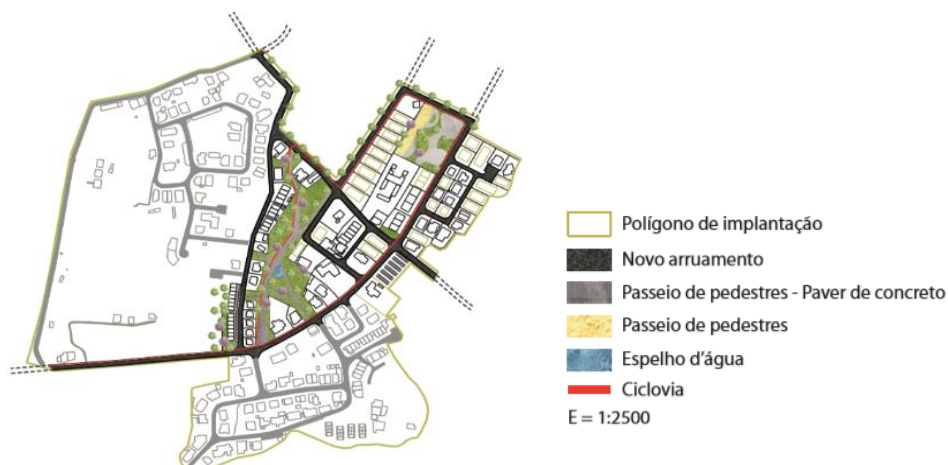 Polígono de implantação
Novo arruamento
Passeio de pedestres - Paver de concreto
Passeio de pedestres
Espelho d'água
Ciclovia
E = 1:2500